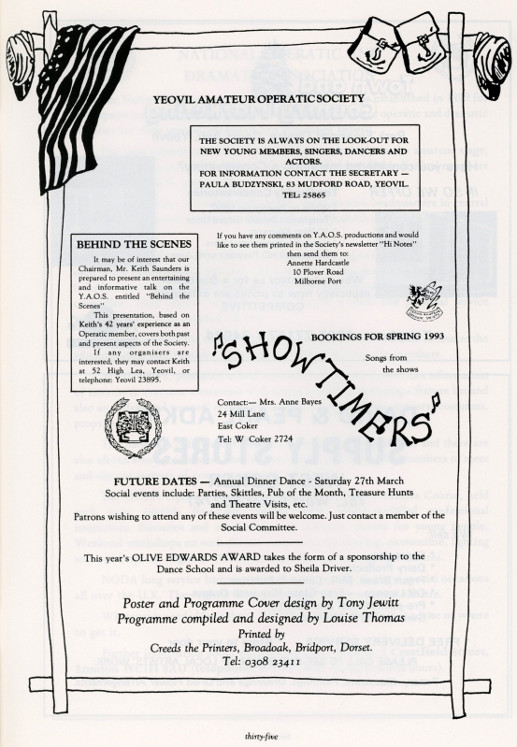 YEOVIL AMATEUR OPERATIC SOCIETY
THE SOCIETY IS ALWAYS ON THE LOOK-OUT FOR
NEW YOUNG MEMBERS, SINGERS, DANCERS AND
ACTORS.
FOR INFORMATION CONTACT THE SECRETARY —
PAULA BUDZYNSKI, 83 MUDFORD ROAD, YEOVIL.
TEL: 25865
BEHIND THE SCENES
It may be of interest that our
Chairman, Mr. Keith Saunders is
prepared to present an entertaining
and informative talk on the
Y.A.O.S. entitled "Behind the
Scenes"
This presentation, based on
Keith's 42 years' experience as an
Operatic member, covers both past
and present aspects of the Society.
If any organisers are
interested, they may contact Keith
at 52 High Lea, Yeovil, or
telephone: Yeovil 23895.
If you have any comments on Y.A.O.S. productions and would
like to see them printed in the Society's newsletter "Hi Notes"
then send them to:
Annette Hardcastle
10 Plover Road
Milborne Port
BOOKINGS FOR SPRING 1993
SHOWTIMERS
Songs from
the shows
Contact:— Mrs. Anne Bayes
24 Mill Lane
East Coker
Tel: W Coker 2724
FUTURE DATES — Annual Dinner Dance - Saturday 27th March
Social events include: Parties, Skittles, Pub of the Month, Treasure Hunts
and Theatre Visits, etc.
Patrons wishing to attend any of these events will be welcome. Just contact a member of the
Social Committee.
This year's OLIVE EDWARDS AWARD takes the form of a sponsorship to the
Dance School and is awarded to Sheila Driver.
Poster and Programme Cover design by Tony Jewitt
Programme compiled and designed by Louise Thomas
Printed by
Creeds the Printers, Broadoak, Bridport, Dorset.
Tel: 0308 23411
thirty-five